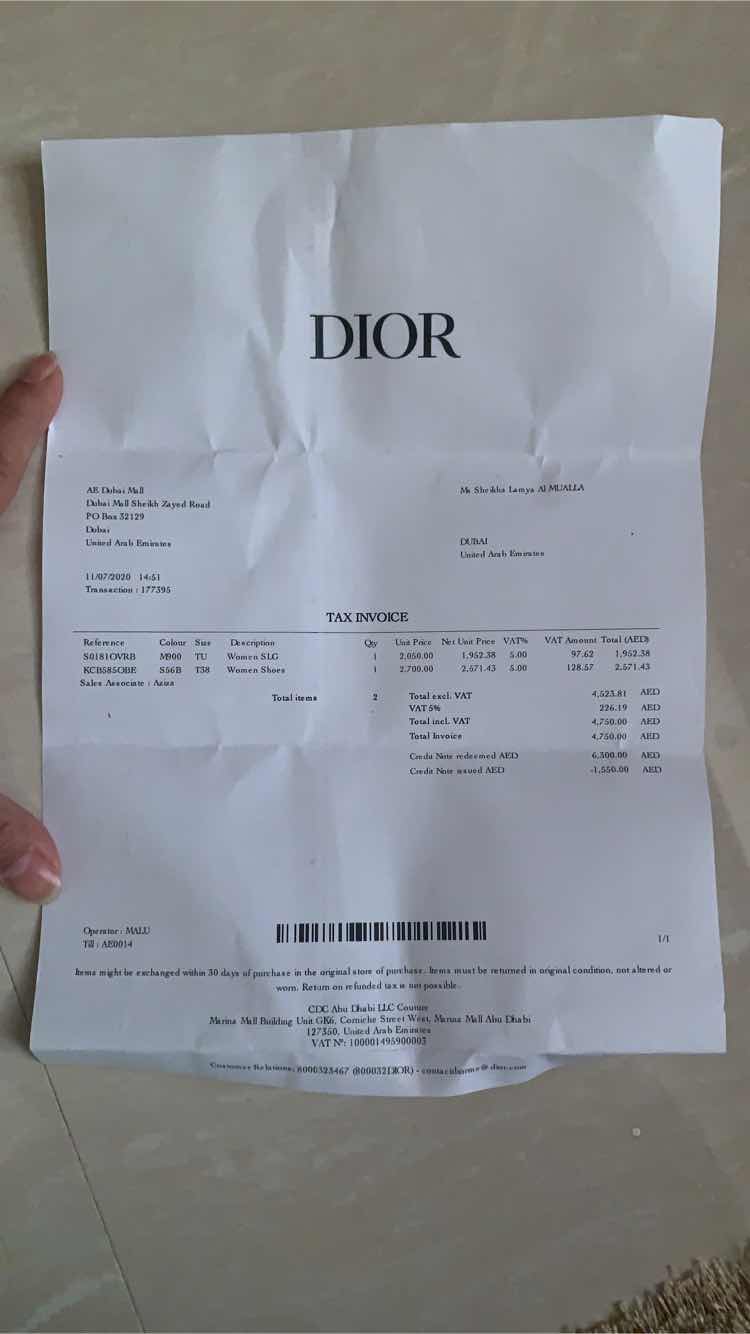 DIOR
AE Dubai Mall
Dubai Mall Sheikh Zayed Road
PO Box 32129
Dubai
United Arab Emirates
Ms Sheikha Lamya Al MUALLA
DUBAI
United Arab Emirates
11/07/2020 14:51
Transaction : 177395
TAX INVOICE
Reference Colour Size Description Qty Unit Price Net Unit Price VAT% VAT Amount Total (AED)
S0181OVRB M900 TU Women SLG 1 2,050.00 1,952.38 5.00 97.62 1,952.38
KCB585OBE S56B T38 Women Shoes 1 2,700.00 2,571.43 5.00 128.57 2,571.43
Sales Associate : Aziza
Total items 2
Total excl. VAT 4,523.81 AED
VAT 5% 226.19 AED
Total incl. VAT 4,750.00 AED
Total Invoice 4,750.00 AED
Credit Note redeemed AED 6,300.00 AED
Credit Note issued AED -1,550.00 AED
Operator : MALU
Till : AE0014
1/1
Items might be exchanged within 30 days of purchase in the original store of purchase. Items must be returned in original condition, not altered or
worn. Return on refunded tax is not possible.
CDC Abu Dhabi LLC Couture
Marina Mall Building Unit GK6, Corniche Street West, Marina Mall Abu Dhabi
127350, United Arab Emirates
VAT N°: 100001495900003
Customer Relations, 8000323467 (800032DIOR) -